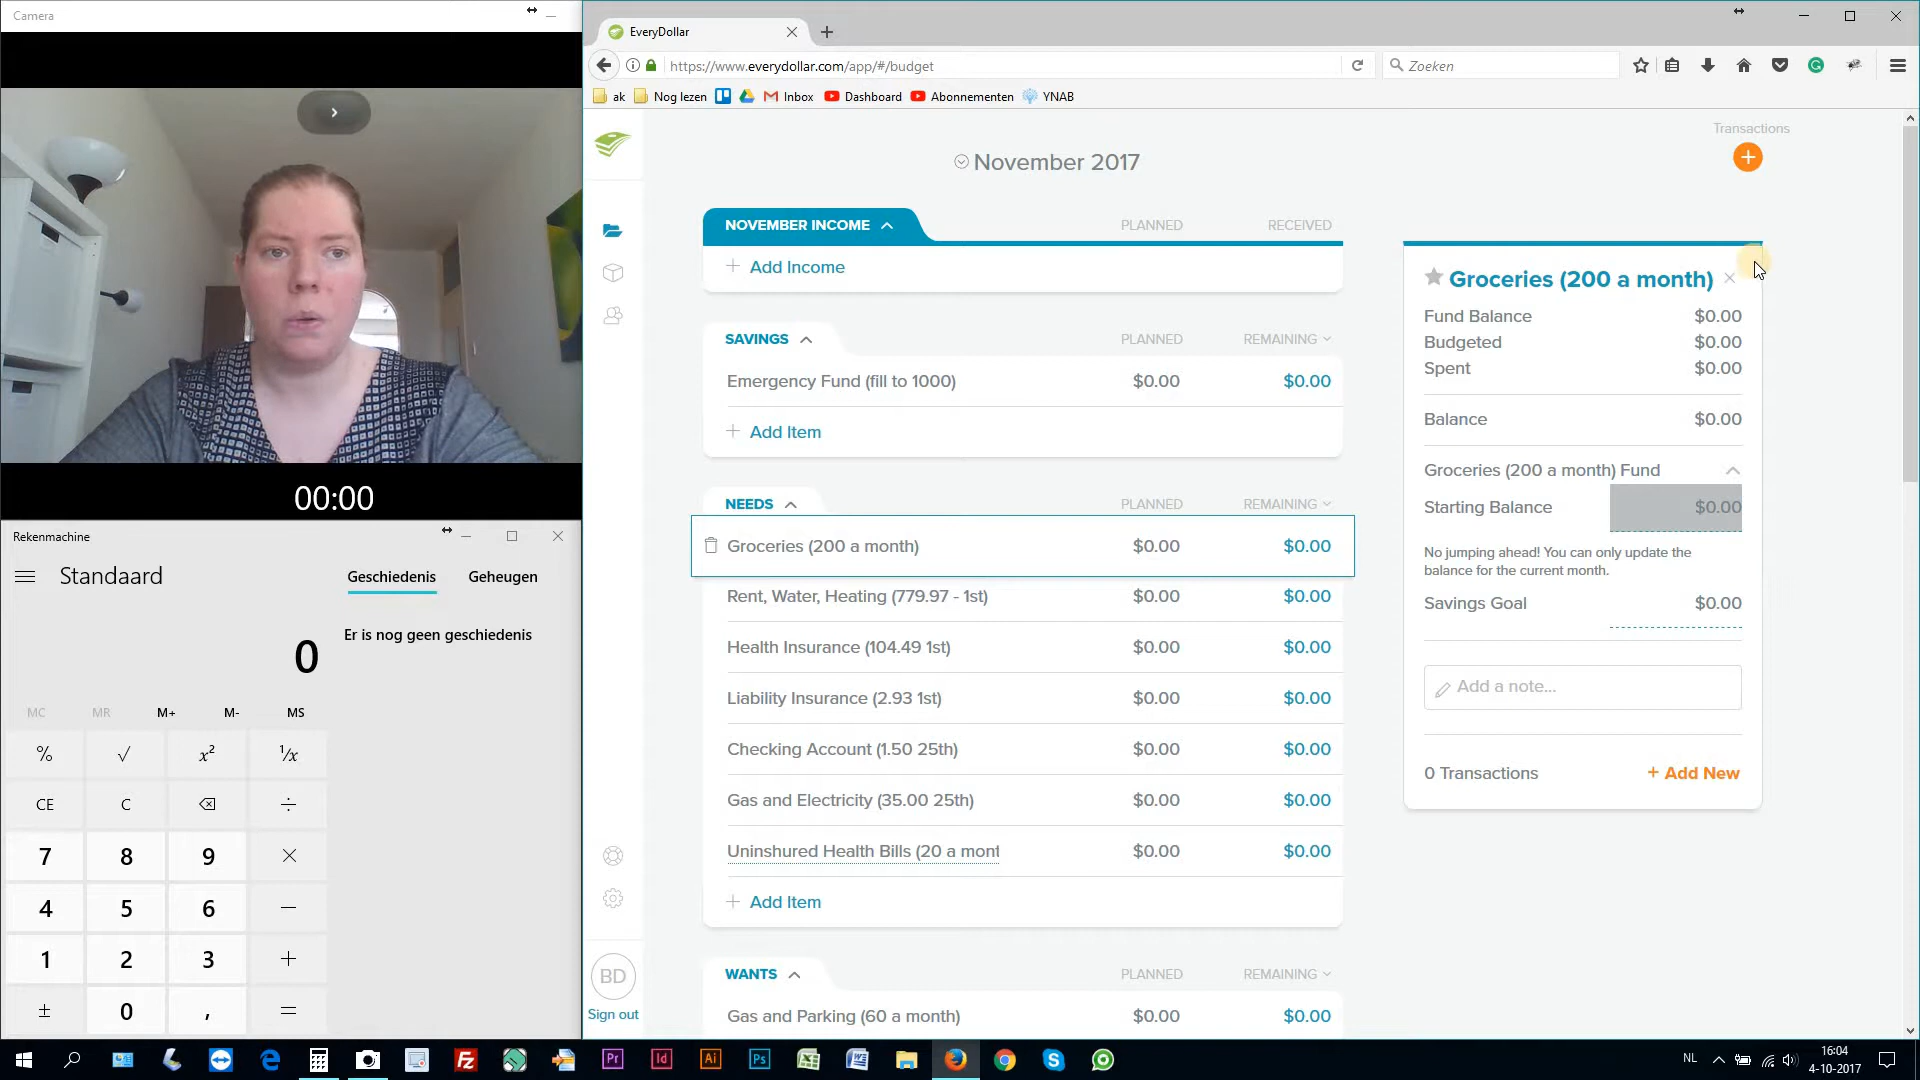 Camera
00:00
Rekenmachine
Standaard
Geschiedenis Geheugen
0
Er is nog geen geschiedenis
MC MR M+ M- MS
% √ x² ¹/x
CE C ÷
7 8 9 ×
4 5 6 −
1 2 3 +
± 0 , =
EveryDollar
https://www.everydollar.com/app/#/budget
Zoeken
ak Nog lezen Inbox Dashboard Abonnementen YNAB
Transactions
November 2017
NOVEMBER INCOME PLANNED RECEIVED
+ Add Income
SAVINGS PLANNED REMAINING
Emergency Fund (fill to 1000) $0.00 $0.00
+ Add Item
NEEDS PLANNED REMAINING
Groceries (200 a month) $0.00 $0.00
Rent, Water, Heating (779.97 - 1st) $0.00 $0.00
Health Insurance (104.49 1st) $0.00 $0.00
Liability Insurance (2.93 1st) $0.00 $0.00
Checking Account (1.50 25th) $0.00 $0.00
Gas and Electricity (35.00 25th) $0.00 $0.00
Uninshured Health Bills (20 a mont $0.00 $0.00
+ Add Item
WANTS PLANNED REMAINING
Gas and Parking (60 a month) $0.00 $0.00
Groceries (200 a month)
Fund Balance $0.00
Budgeted $0.00
Spent $0.00
Balance $0.00
Groceries (200 a month) Fund
Starting Balance $0.00
No jumping ahead! You can only update the
balance for the current month.
Savings Goal $0.00
Add a note...
0 Transactions + Add New
BD
Sign out
Pr Id Ai Ps
NL
16:04
4-10-2017